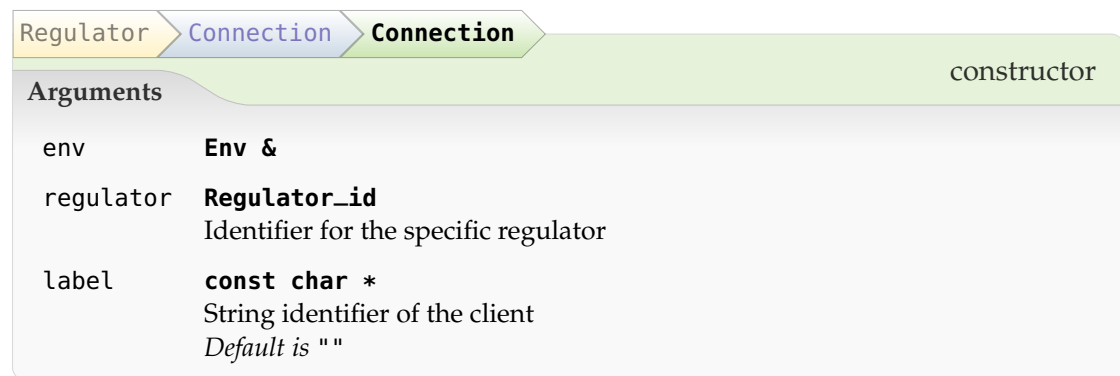 Regulator Connection Connection
constructor
Arguments
env Env &
regulator Regulator_id
Identifier for the specific regulator
label const char *
String identifier of the client
Default is ""